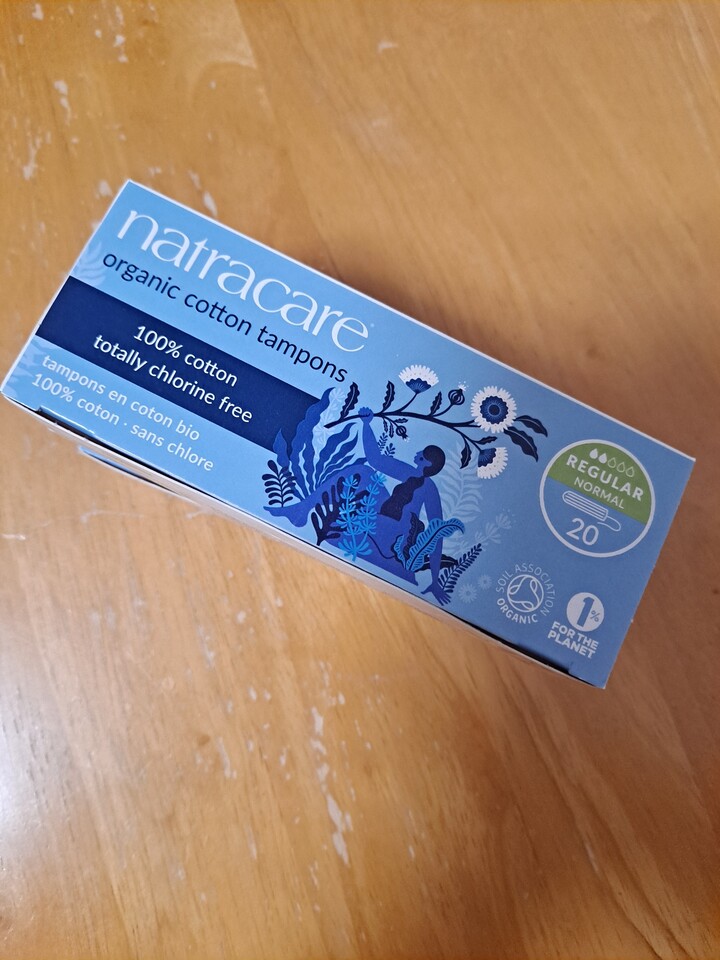 natracare
organic cotton tampons
100% cotton
totally chlorine free
tampons en coton bio
100% coton · sans chlore
REGULAR
NORMAL
20
SOIL ASSOCIATION
ORGANIC
1%
FOR THE
PLANET